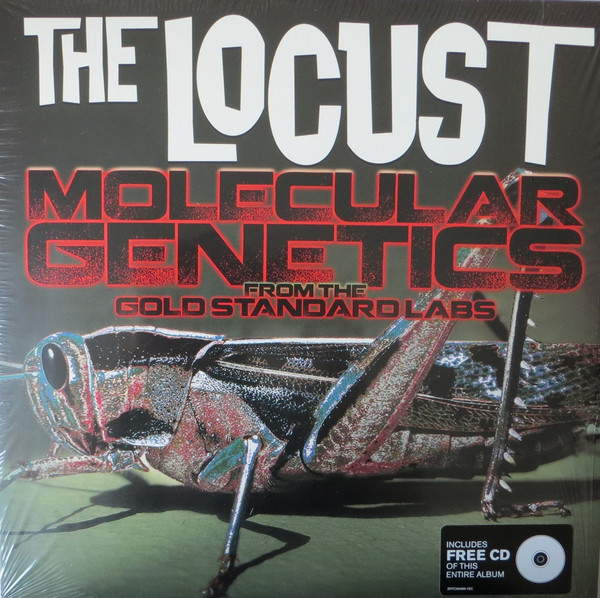 THE LOCUST
MOLECULAR
GENETICS
FROM THE
GOLD STANDARD LABS
INCLUDES
FREE CD
OF THIS
ENTIRE ALBUM